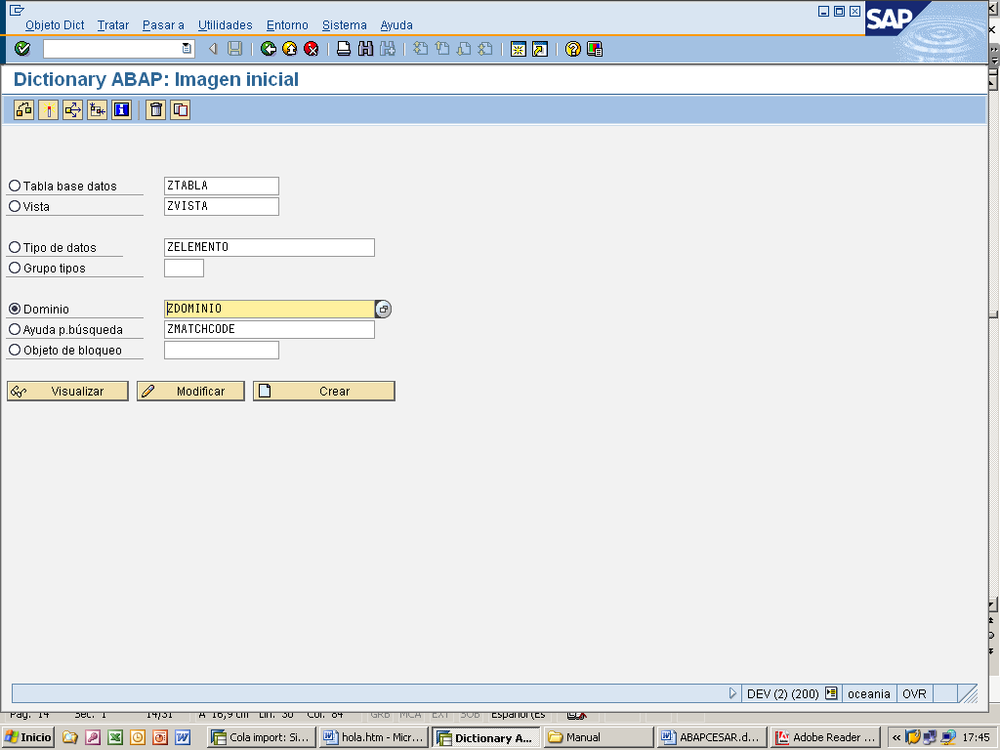 Objeto Dict Tratar Pasar a Utilidades Entorno Sistema Ayuda
SAP
Dictionary ABAP: Imagen inicial
Tabla base datos ZTABLA
Vista ZVISTA
Tipo de datos ZELEMENTO
Grupo tipos
Dominio ZDOMINIO
Ayuda p.búsqueda ZMATCHCODE
Objeto de bloqueo
Visualizar Modificar Crear
DEV (2) (200) oceania OVR
Pág. 14 Sec. 1 14/31 A 16,9 cm Lín. 30 Col. 84 GRB MCA EXT SOB Español (Es
Inicio Cola import: Si... hola.htm - Micr... Dictionary A... Manual ABAPCESAR.d... Adobe Reader ... « 17:45